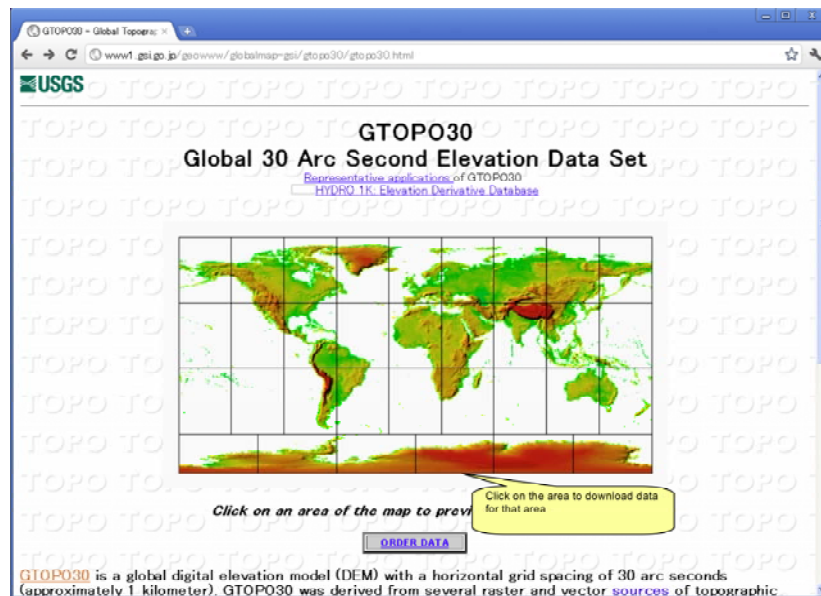 GTOPO30 - Global Topograp
www1.gsi.go.jp/geowww/globalmap-gsi/gtopo30/gtopo30.html
USGS
GTOPO30
Global 30 Arc Second Elevation Data Set
Representative applications of GTOPO30
HYDRO 1K: Elevation Derivative Database
Click on an area of the map to previ
Click on the area to download data
for that area
ORDER DATA
GTOPO30 is a global digital elevation model (DEM) with a horizontal grid spacing of 30 arc seconds
(approximately 1 kilometer). GTOPO30 was derived from several raster and vector sources of topographic